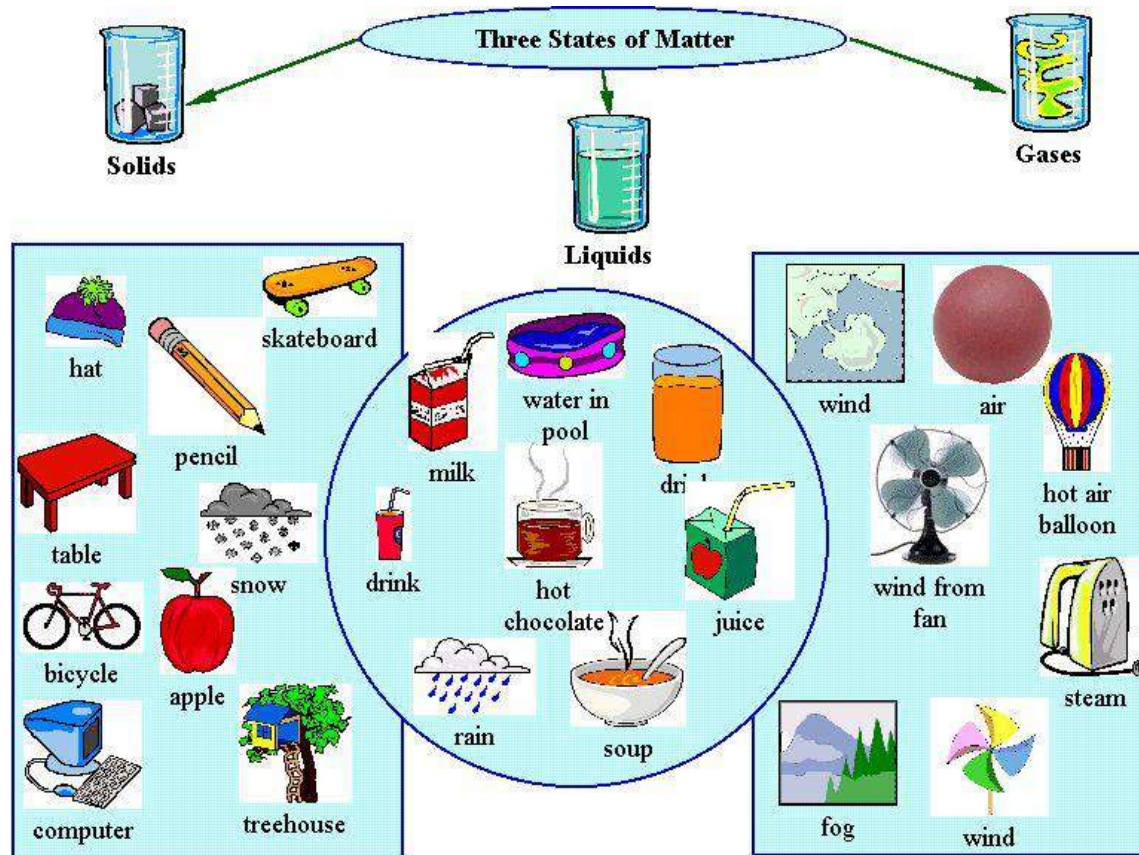 Three States of Matter
Solids
Liquids
Gases
hat
skateboard
pencil
table
snow
bicycle
apple
computer
treehouse
milk
water in
pool
drink
hot
chocolate
juice
rain
soup
wind
air
hot air
balloon
wind from
fan
steam
fog
wind